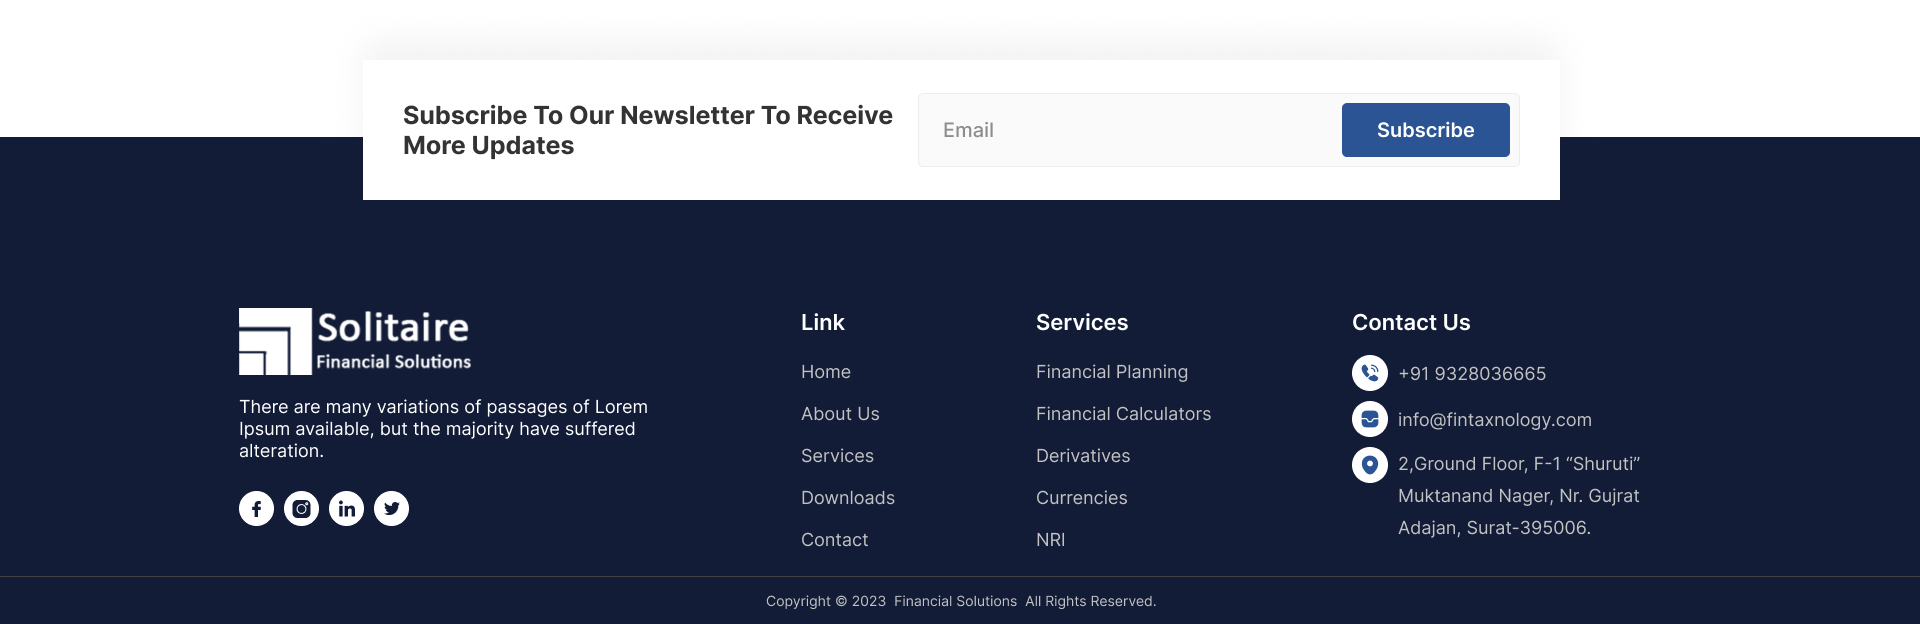 Subscribe To Our Newsletter To Receive
More Updates
Email
Subscribe
Solitaire
Financial Solutions
There are many variations of passages of Lorem
Ipsum available, but the majority have suffered
alteration.
Link
Home
About Us
Services
Downloads
Contact
Services
Financial Planning
Financial Calculators
Derivatives
Currencies
NRI
Contact Us
+91 9328036665
info@fintaxnology.com
2,Ground Floor, F-1 “Shuruti”
Muktanand Nager, Nr. Gujrat
Adajan, Surat-395006.
Copyright © 2023  Financial Solutions  All Rights Reserved.